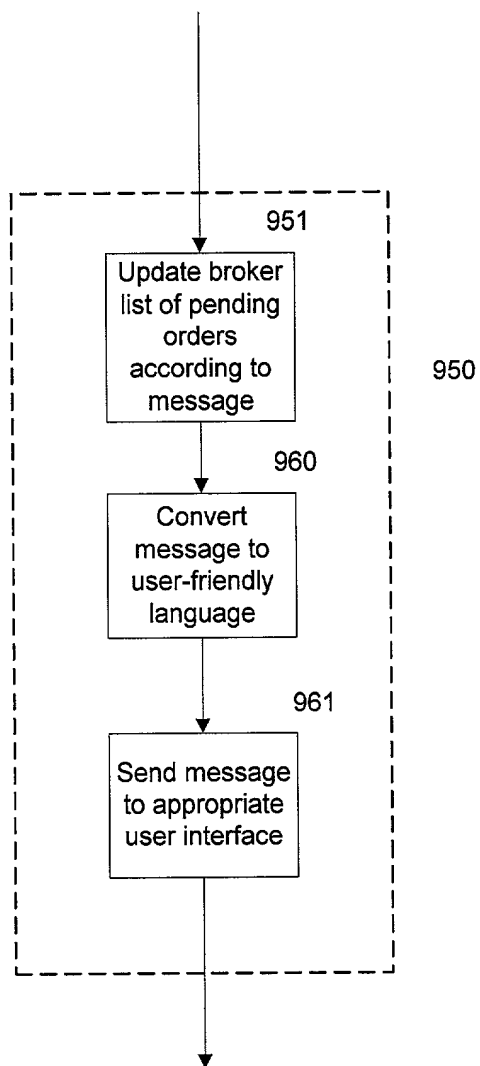 951
Update broker
list of pending
orders
according to
message
950
960
Convert
message to
user-friendly
language
961
Send message
to appropriate
user interface